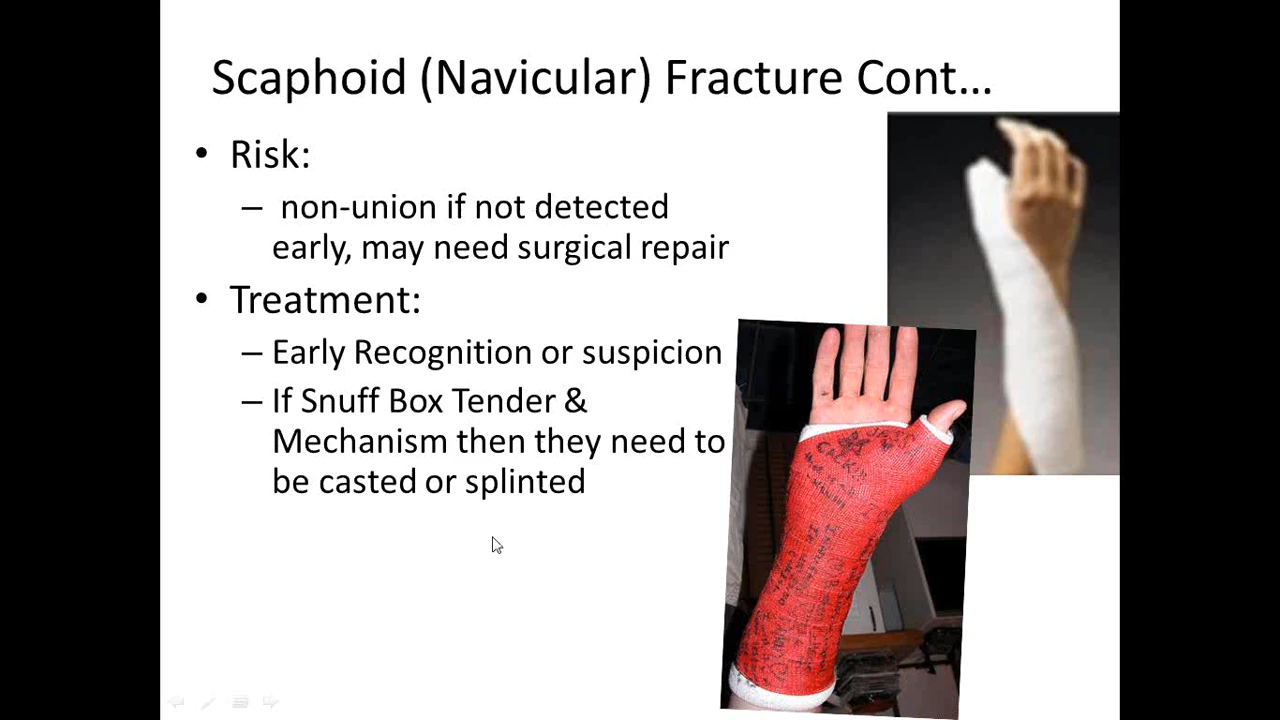 Scaphoid (Navicular) Fracture Cont...
• Risk:
– non-union if not detected
early, may need surgical repair
• Treatment:
– Early Recognition or suspicion
– If Snuff Box Tender &
Mechanism then they need to
be casted or splinted